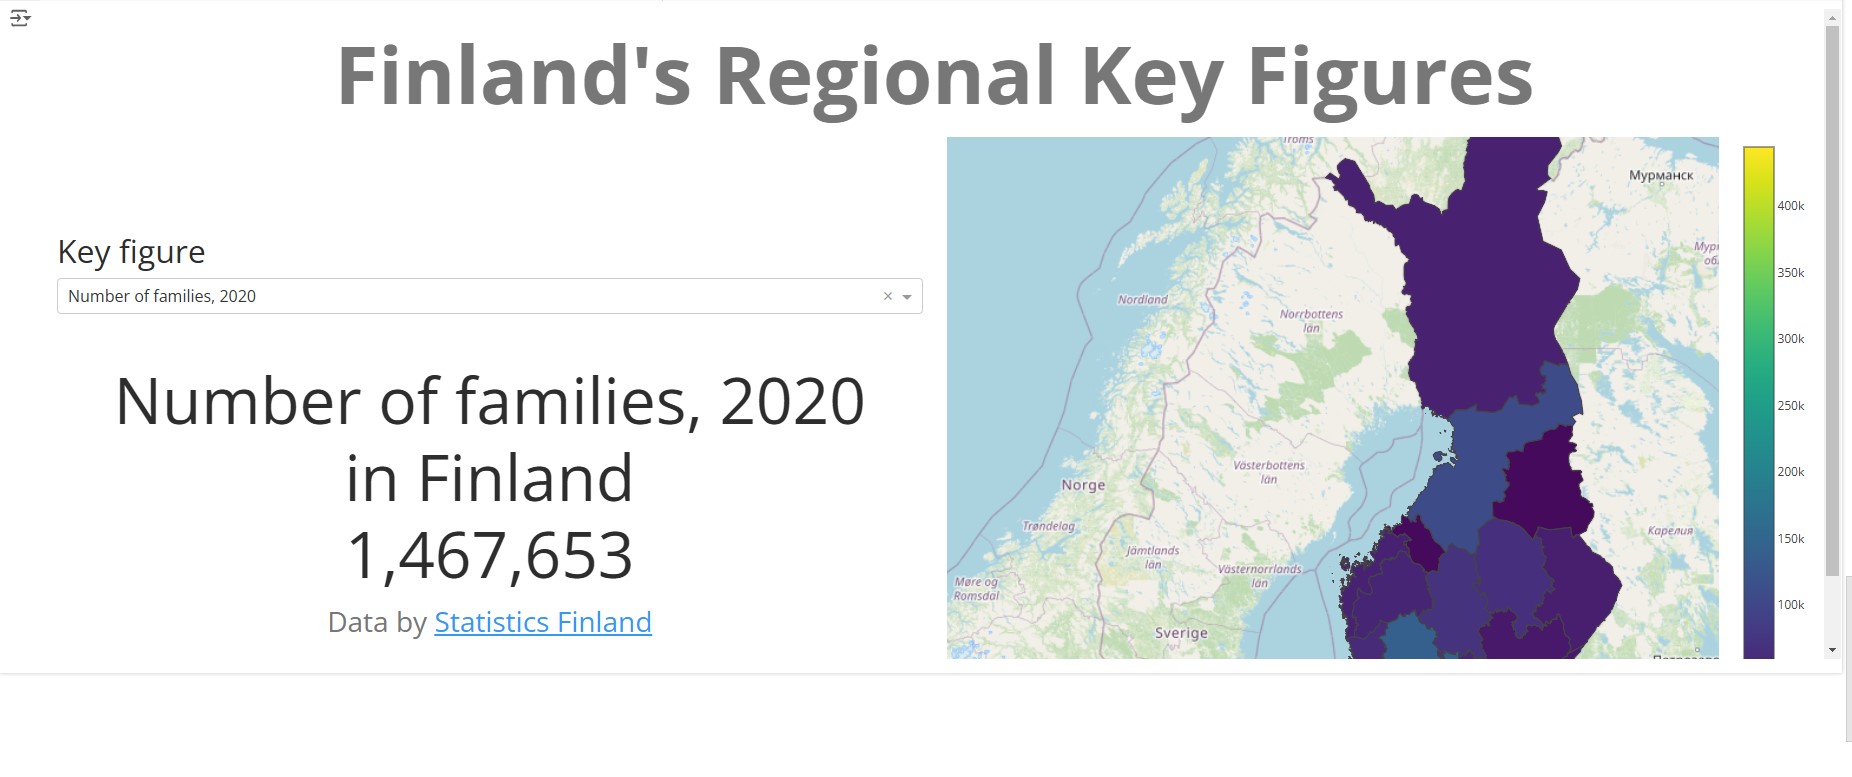 Finland's Regional Key Figures
Key figure
Number of families, 2020
Number of families, 2020
in Finland
1,467,653
Data by Statistics Finland
Troms
Мурманск
Nordland
Norrbottens
län
Västerbottens
län
Norge
Trøndelag
Карелия
Jämtlands
län
Västernorrlands
län
Møre og
Romsdal
Sverige
400k
350k
300k
250k
200k
150k
100k